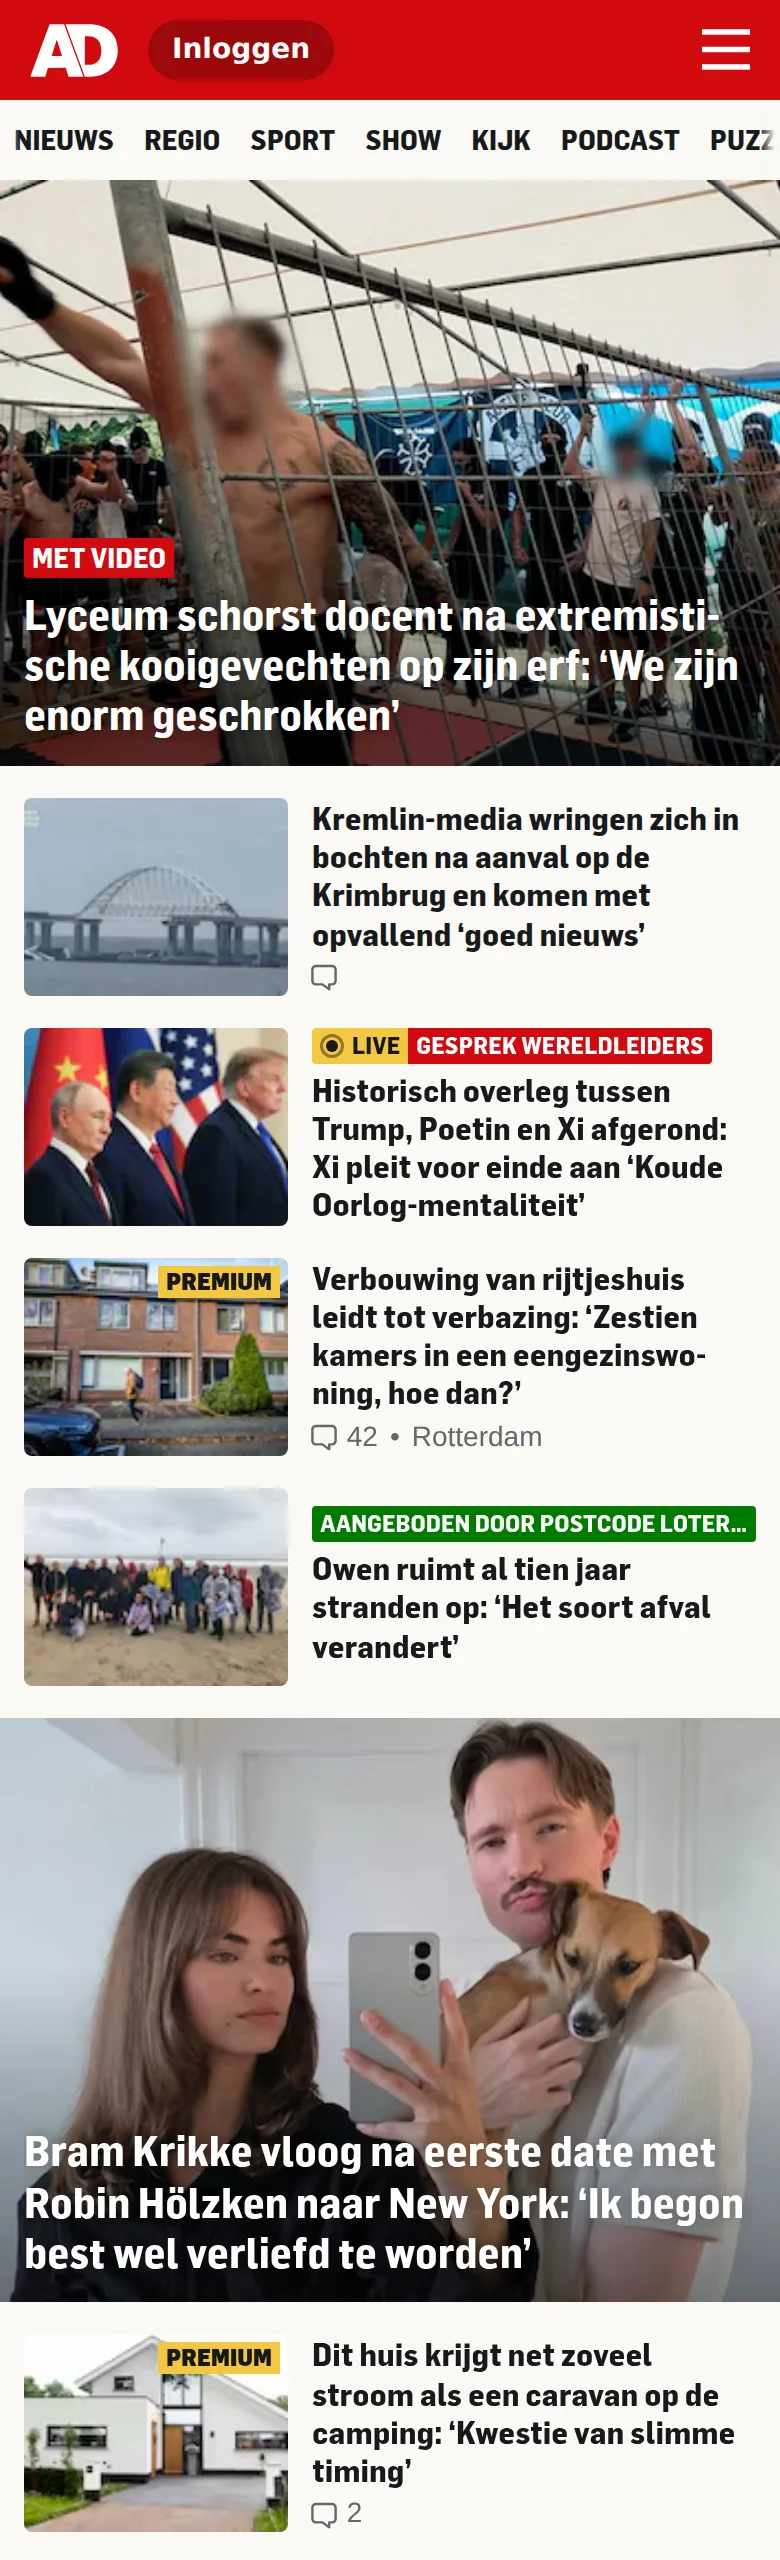 AD Inloggen
NIEUWS REGIO SPORT SHOW KIJK PODCAST PUZZ
MET VIDEO
Lyceum schorst docent na extremisti-
sche kooigevechten op zijn erf: ‘We zijn
enorm geschrokken’
Kremlin-media wringen zich in
bochten na aanval op de
Krimbrug en komen met
opvallend ‘goed nieuws’
LIVE GESPREK WERELDLEIDERS
Historisch overleg tussen
Trump, Poetin en Xi afgerond:
Xi pleit voor einde aan ‘Koude
Oorlog-mentaliteit’
PREMIUM
Verbouwing van rijtjeshuis
leidt tot verbazing: ‘Zestien
kamers in een eengezinswo-
ning, hoe dan?’
42 • Rotterdam
AANGEBODEN DOOR POSTCODE LOTER...
Owen ruimt al tien jaar
stranden op: ‘Het soort afval
verandert’
Bram Krikke vloog na eerste date met
Robin Hölzken naar New York: ‘Ik begon
best wel verliefd te worden’
PREMIUM
Dit huis krijgt net zoveel
stroom als een caravan op de
camping: ‘Kwestie van slimme
timing’
2